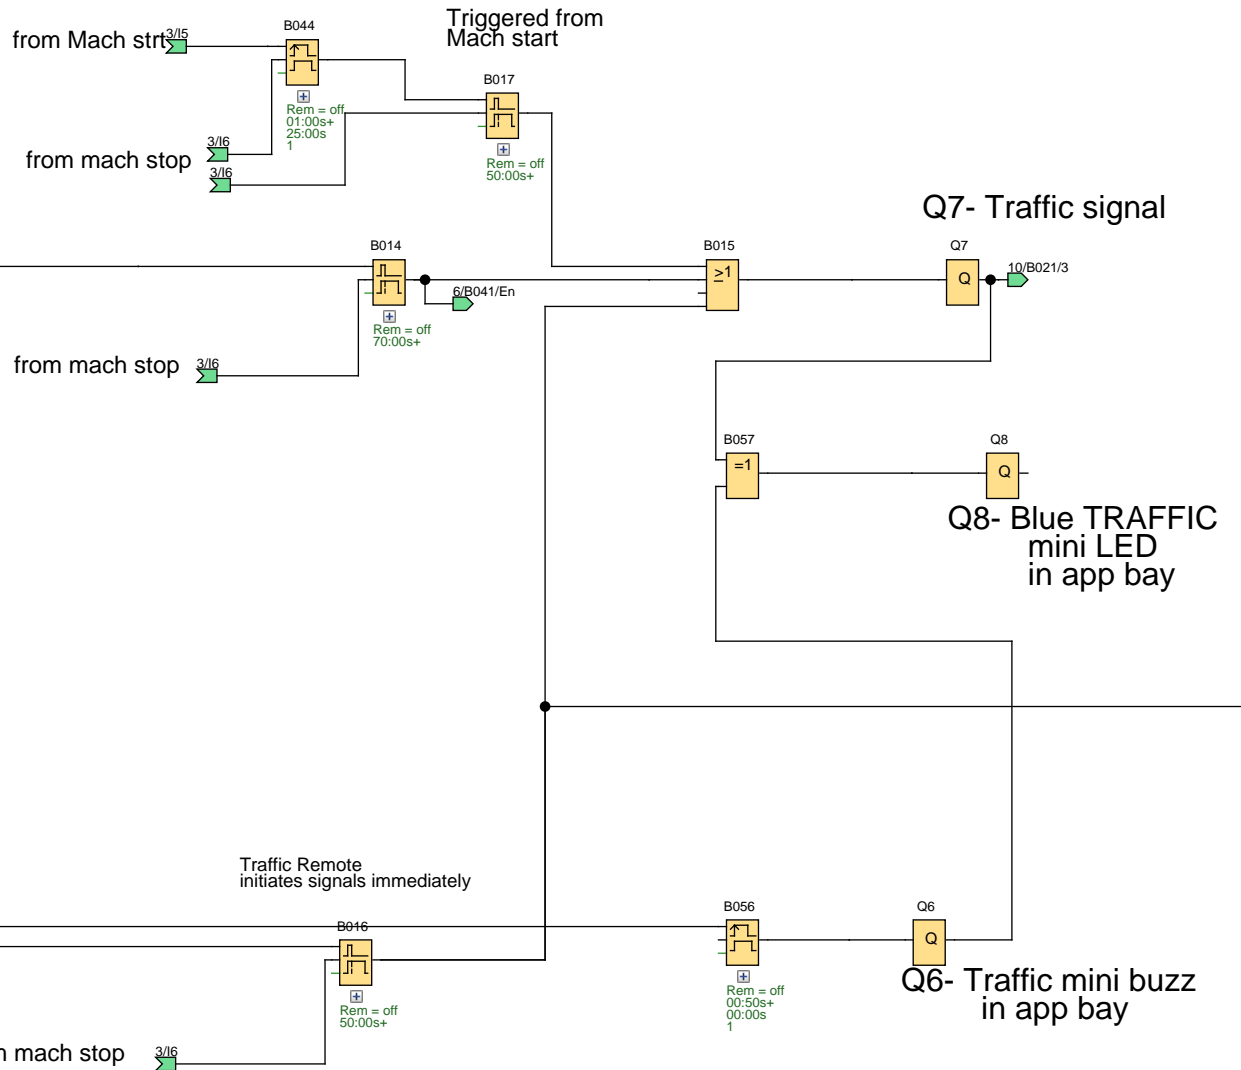 Triggered from
Mach start
B044
from Mach strt
3/I5
B017
Rem = off
01:00s+
25:00s
1
3/I6
from mach stop
3/I6
Rem = off
50:00s+
Q7- Traffic signal
B014
B015
≥1
Q7
Q
10/B021/3
6/B041/En
Rem = off
70:00s+
from mach stop
3/I6
B057
=1
Q8
Q
Q8- Blue TRAFFIC
mini LED
in app bay
Traffic Remote
initiates signals immediately
B016
B056
Q6
Q
Q6- Traffic mini buzz
in app bay
Rem = off
50:00s+
Rem = off
00:50s+
00:00s
1
mach stop
3/I6